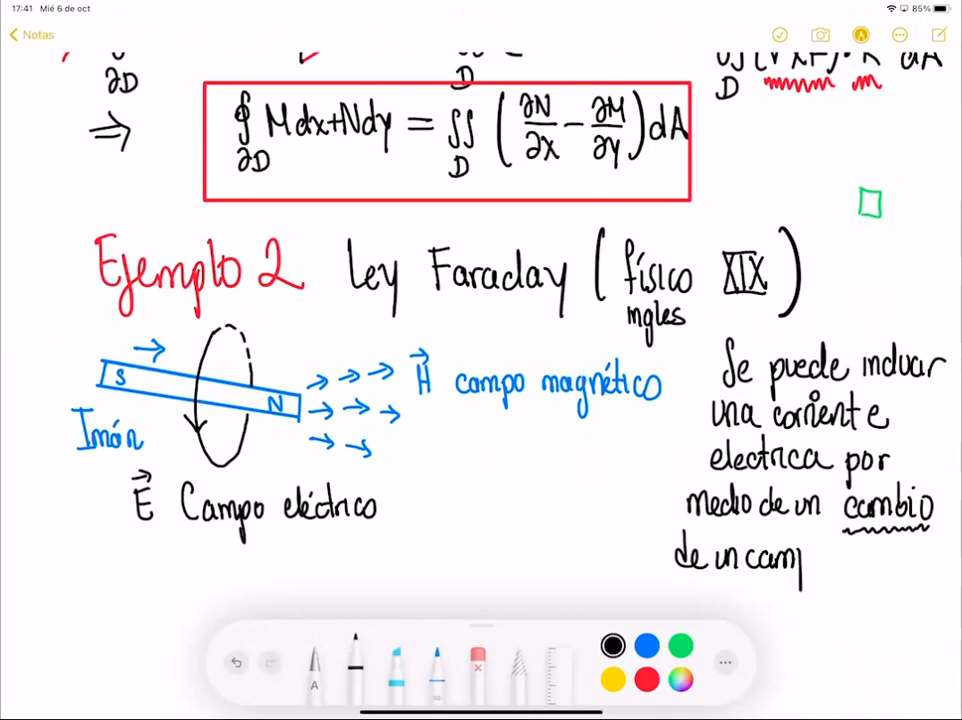 17:41 Mié 6 de oct
85%
Notas
∂D
D
D
⇒ ∮ Mdx+Ndy = ∬ (∂N/∂x − ∂M/∂y) dA
∂D
D
Ejemplo 2 Ley Faraday (físico XIX)
ingles
S
N
Imán
H campo magnético
E Campo eléctrico
Se puede inducir
una corriente
electrica por
medio de un cambio
de un cam
A